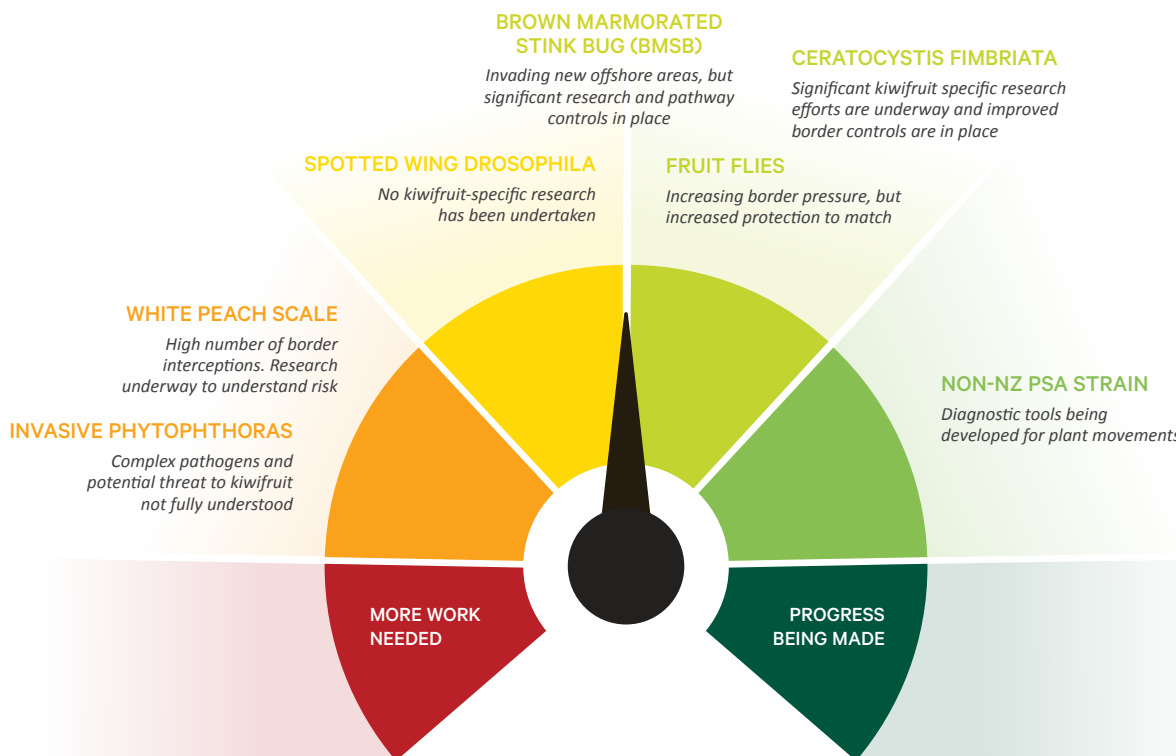 BROWN MARMORATED
STINK BUG (BMSB)
Invading new offshore areas, but
significant research and pathway
controls in place
CERATOCYSTIS FIMBRIATA
Significant kiwifruit specific research
efforts are underway and improved
border controls are in place
SPOTTED WING DROSOPHILA
No kiwifruit-specific research
has been undertaken
FRUIT FLIES
Increasing border pressure, but
increased protection to match
WHITE PEACH SCALE
High number of border
interceptions. Research
underway to understand risk
NON-NZ PSA STRAIN
Diagnostic tools being
developed for plant movements
INVASIVE PHYTOPHTHORAS
Complex pathogens and
potential threat to kiwifruit
not fully understood
MORE WORK
NEEDED
PROGRESS
BEING MADE